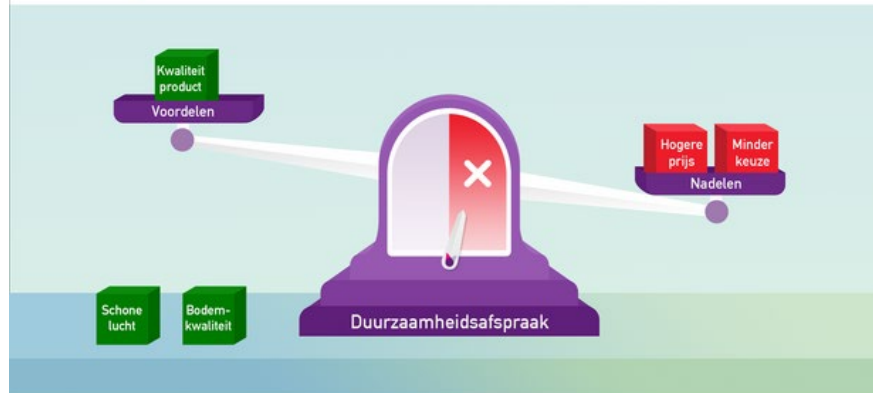 Kwaliteit
product
Voordelen
Hogere
prijs
Minder
keuze
Nadelen
Schone
lucht
Bodem-
kwaliteit
Duurzaamheidsafspraak